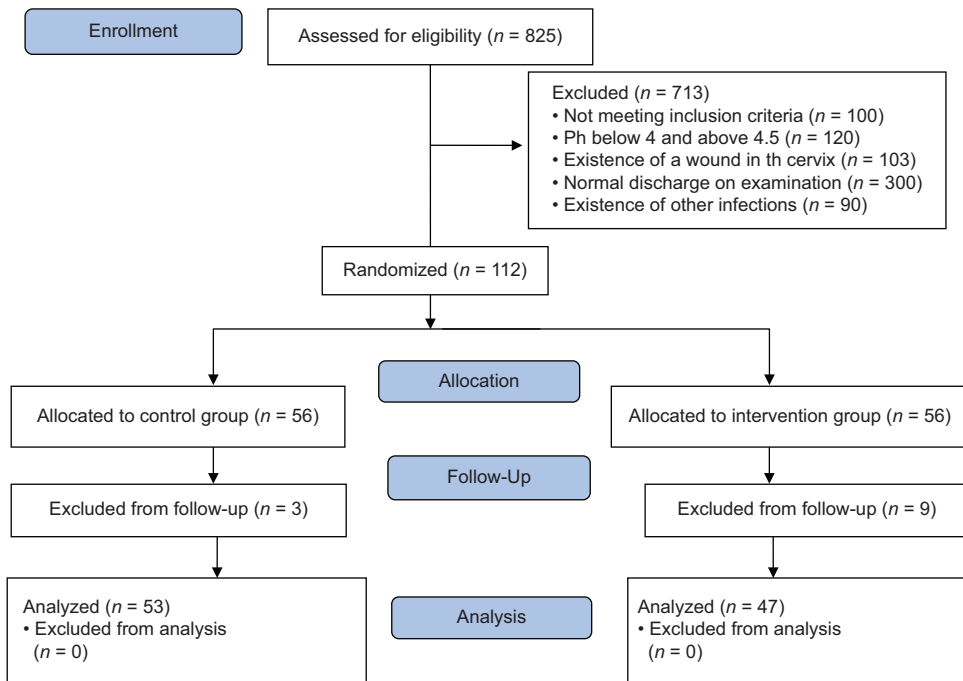 Enrollment
Assessed for eligibility (n = 825)
Excluded (n = 713)
• Not meeting inclusion criteria (n = 100)
• Ph below 4 and above 4.5 (n = 120)
• Existence of a wound in th cervix (n = 103)
• Normal discharge on examination (n = 300)
• Existence of other infections (n = 90)
Randomized (n = 112)
Allocation
Allocated to control group (n = 56)
Allocated to intervention group (n = 56)
Follow-Up
Excluded from follow-up (n = 3)
Excluded from follow-up (n = 9)
Analysis
Analyzed (n = 53)
• Excluded from analysis
(n = 0)
Analyzed (n = 47)
• Excluded from analysis
(n = 0)